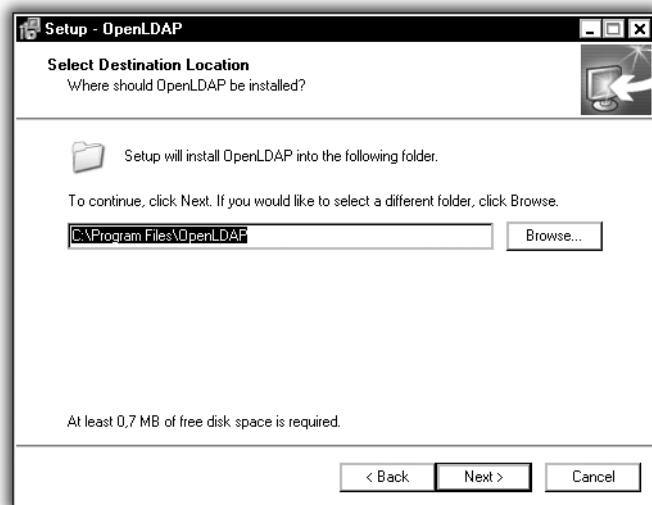 Setup - OpenLDAP
Select Destination Location
Where should OpenLDAP be installed?
Setup will install OpenLDAP into the following folder.
To continue, click Next. If you would like to select a different folder, click Browse.
C:\Program Files\OpenLDAP
Browse...
At least 0,7 MB of free disk space is required.
< Back
Next >
Cancel